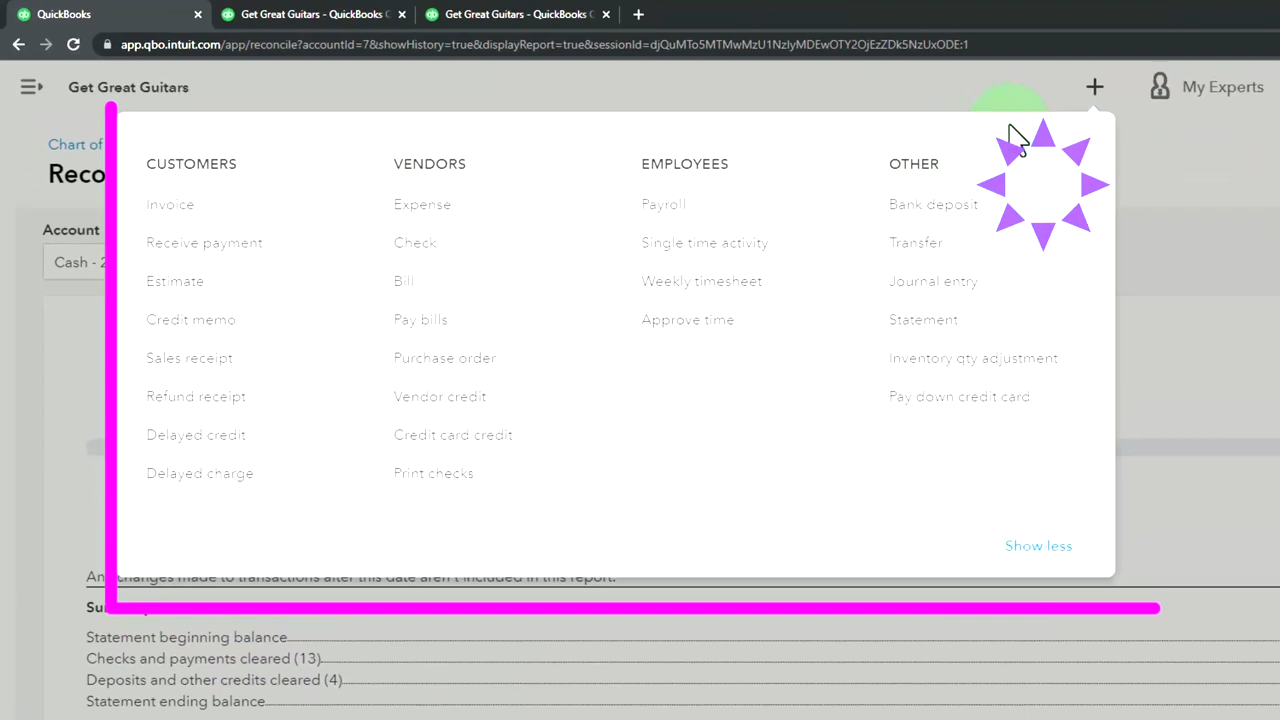 QuickBooks
Get Great Guitars - QuickBooks
Get Great Guitars - QuickBooks
app.qbo.intuit.com/app/reconcile?accountId=7&showHistory=true&displayReport=true&sessionId=djQuMTo5MTMwMzU1NzIyMDEwOTY2OjEzZDk5NzUxODE:1
Get Great Guitars
My Experts
Chart of
Reco
Account
Cash - 2
CUSTOMERS
Invoice
Receive payment
Estimate
Credit memo
Sales receipt
Refund receipt
Delayed credit
Delayed charge
VENDORS
Expense
Check
Bill
Pay bills
Purchase order
Vendor credit
Credit card credit
Print checks
EMPLOYEES
Payroll
Single time activity
Weekly timesheet
Approve time
OTHER
Bank deposit
Transfer
Journal entry
Statement
Inventory qty adjustment
Pay down credit card
Show less
Any changes made to transactions after this date aren't included in this report.
Statement beginning balance
Checks and payments cleared (13)
Deposits and other credits cleared (4)
Statement ending balance